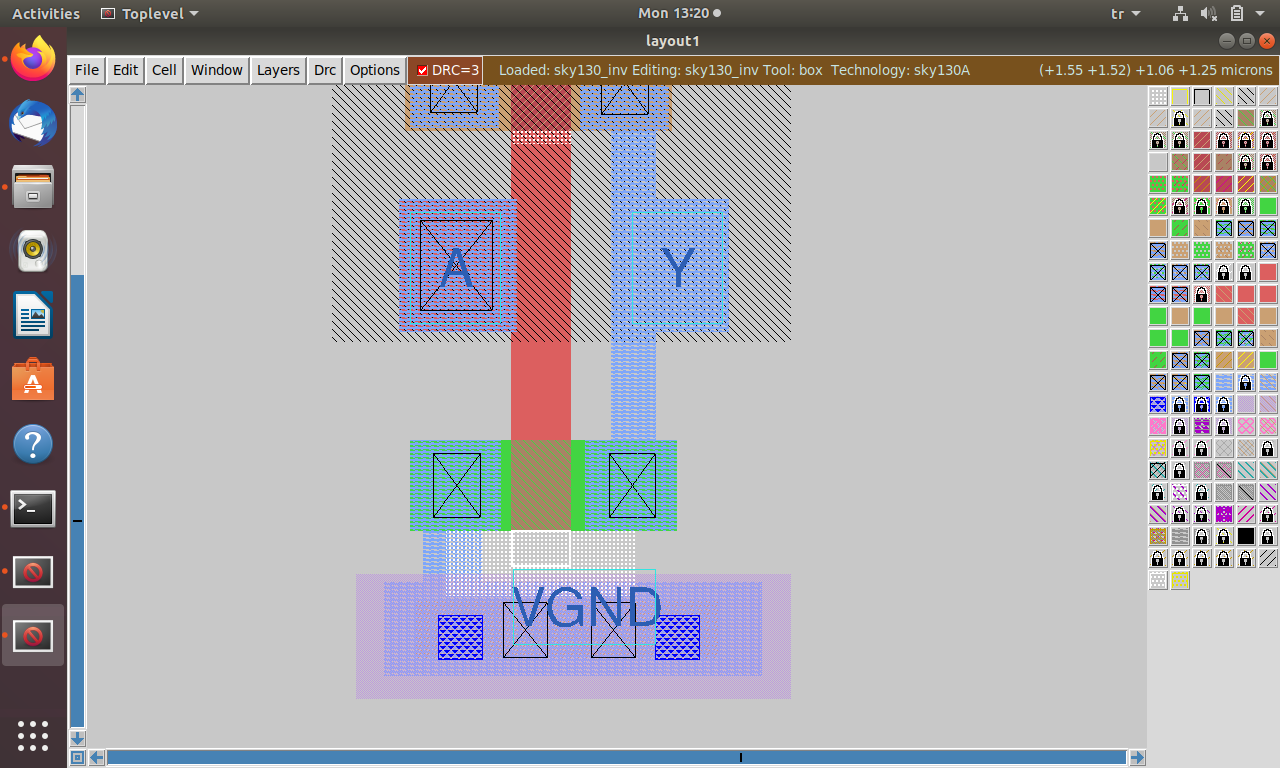 Activities Toplevel Mon 13:20 tr
layout1
File Edit Cell Window Layers Drc Options DRC=3 Loaded: sky130_inv Editing: sky130_inv Tool: box Technology: sky130A (+1.55 +1.52) +1.06 +1.25 microns
A Y
VGND